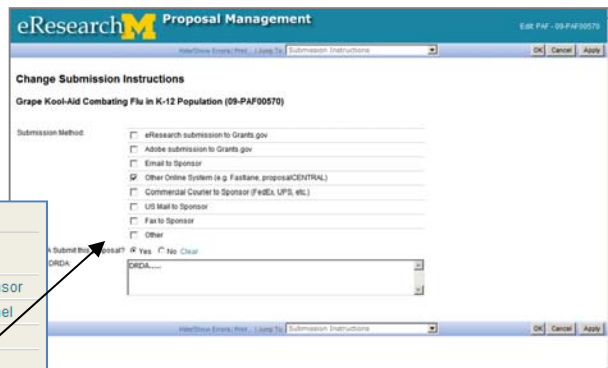 eResearch M Proposal Management
Edit: PAF - 09-PAF00570
Hide/Show Errors | Print... | Jump To: Submission Instructions
OK Cancel Apply
Change Submission Instructions
Grape Kool-Aid Combating Flu in K-12 Population (09-PAF00570)
Submission Method:
eResearch submission to Grants.gov
Adobe submission to Grants.gov
Email to Sponsor
Other Online System (e.g. Fastlane, proposalCENTRAL)
Commercial Courier to Sponsor (FedEx, UPS, etc.)
US Mail to Sponsor
Fax to Sponsor
Other
Submit this proposal? Yes No Clear
DRDA:
DRDA.....
Hide/Show Errors | Print... | Jump To: Submission Instructions
OK Cancel Apply